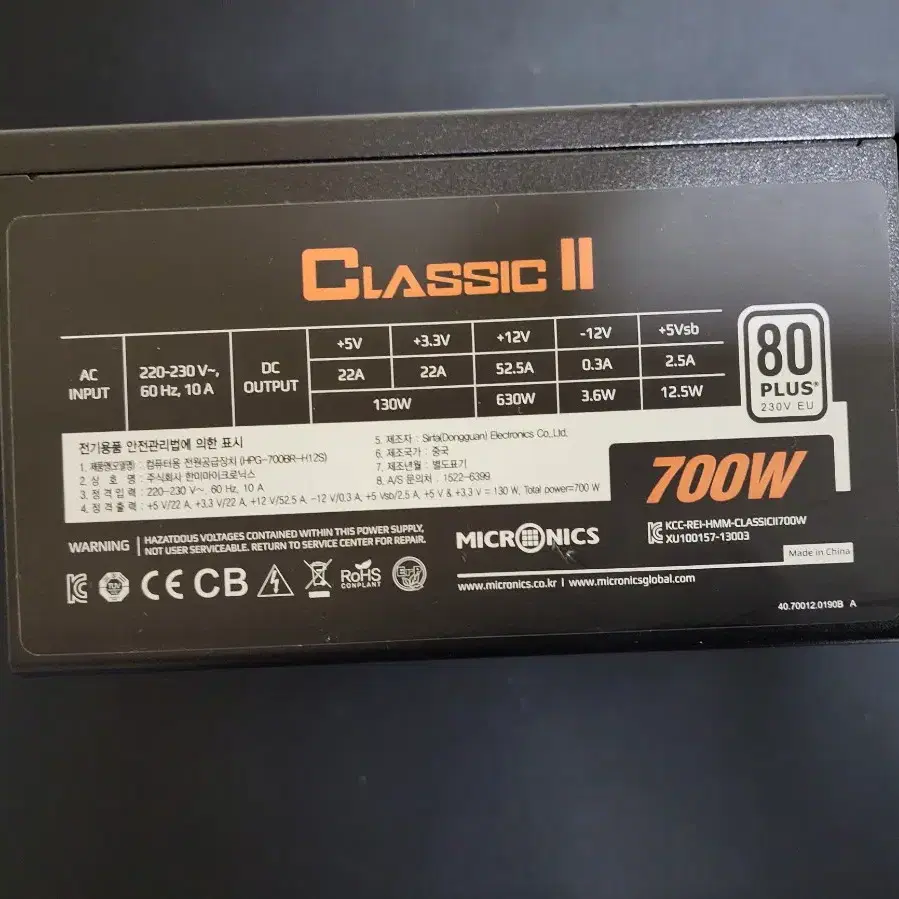 CLASSIC II
AC INPUT 220-230 V~, 60 Hz, 10 A DC OUTPUT
+5V +3.3V +12V -12V +5Vsb
22A 22A 52.5A 0.3A 2.5A
130W 630W 3.6W 12.5W
80
PLUS®
230V EU
전기용품 안전관리법에 의한 표시
1. 제품명(모델명) : 컴퓨터용 전원공급장치 (HPG-700BR-H12S)
2. 상 호 명 : 주식회사 한미마이크로닉스
3. 정격 입력 : 220-230 V~ 60 Hz, 10 A
4. 정격 출력 : +5 V/22 A, +3.3 V/22 A, +12 V/52.5 A, -12 V/0.3 A, +5 Vsb/2.5 A, +5 V & +3.3 V = 130 W, Total power=700 W
5. 제조자 : Sirfa(Dongguan) Electronics Co.,Ltd.
6. 제조국가 : 중국
7. 제조년월 : 별도표기
8. A/S 문의처 : 1522-6399
700W
WARNING HAZATDOUS VOLTAGES CONTAINED WITHIN THIS POWER SUPPLY,
NOT USER SERVICEABLE. RETURN TO SERVICE CENTER FOR REPAIR.
MICRONICS
KCC-REI-HMM-CLASSICII700W
XU100157-13003
Made in China
CE CB
RoHS
COMPLANT
www.micronics.co.kr I www.micronicsglobal.com
40.70012.0190B A